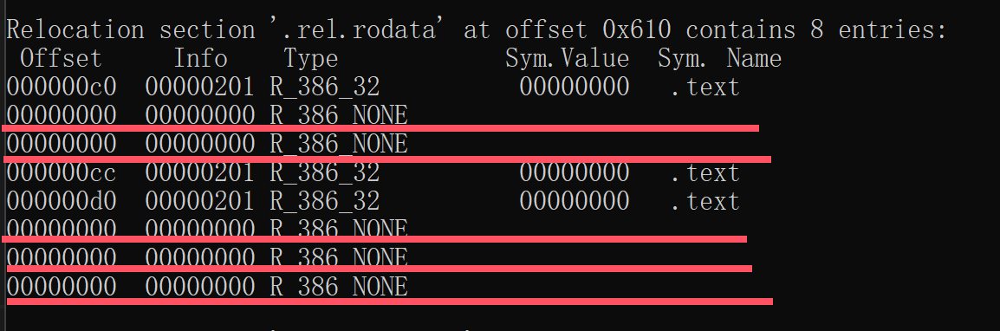 Relocation section '.rel.rodata' at offset 0x610 contains 8 entries:
 Offset     Info    Type            Sym.Value  Sym. Name
000000c0  00000201 R_386_32          00000000   .text
00000000  00000000 R_386_NONE
00000000  00000000 R_386_NONE
000000cc  00000201 R_386_32          00000000   .text
000000d0  00000201 R_386_32          00000000   .text
00000000  00000000 R_386_NONE
00000000  00000000 R_386_NONE
00000000  00000000 R_386_NONE